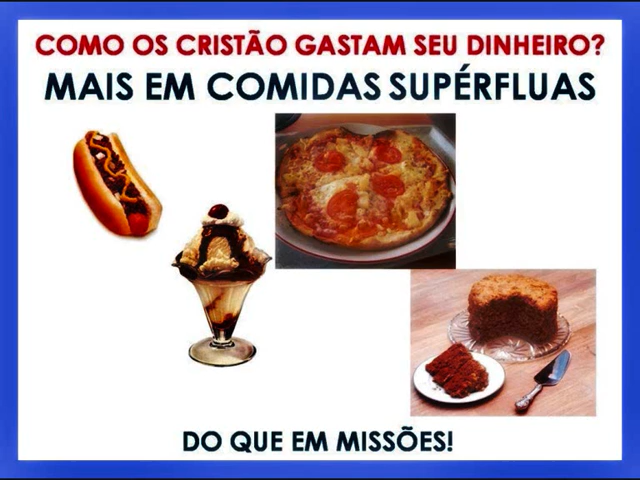 COMO OS CRISTÃO GASTAM SEU DINHEIRO?
MAIS EM COMIDAS SUPÉRFLUAS
DO QUE EM MISSÕES!